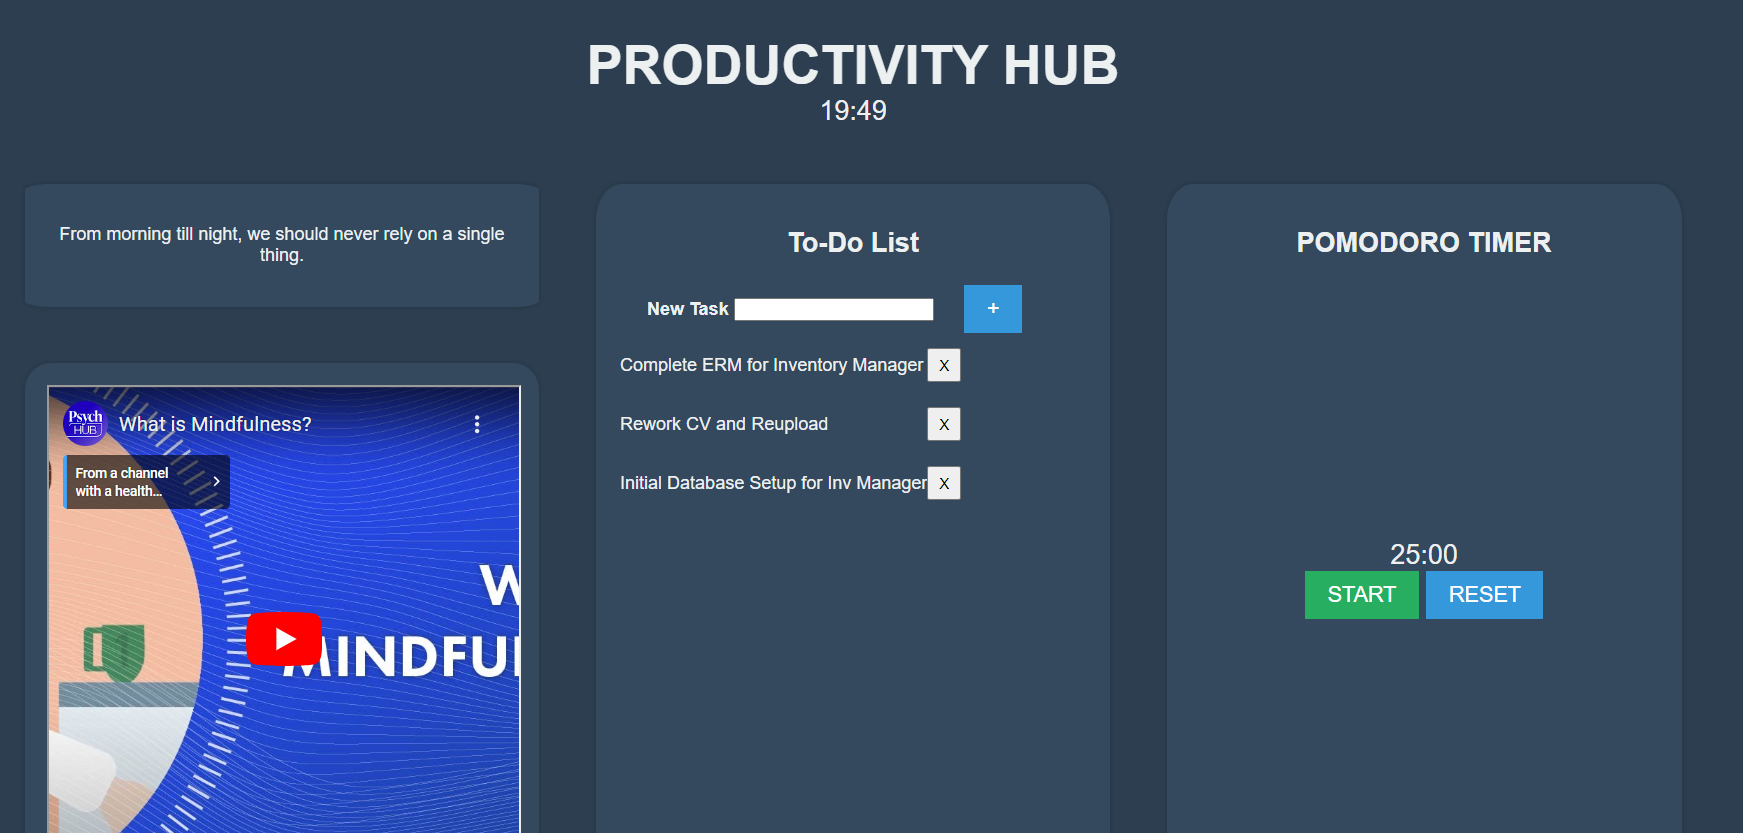 PRODUCTIVITY HUB
19:49
From morning till night, we should never rely on a single
thing.
Psych
HUB
What is Mindfulness?
From a channel
with a health...
W
MINDFUL
To-Do List
New Task
+
Complete ERM for Inventory Manager X
Rework CV and Reupload X
Initial Database Setup for Inv Manager X
POMODORO TIMER
25:00
START RESET